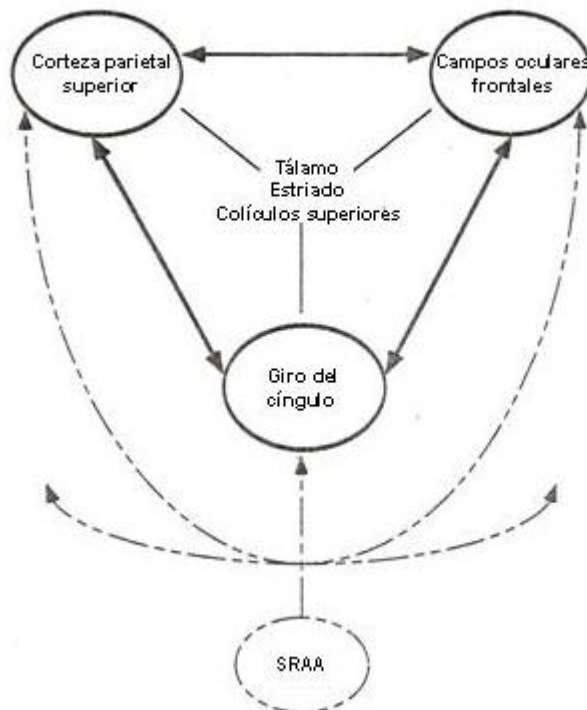 Corteza parietal
superior
Campos oculares
frontales
Tálamo
Estriado
Colículos superiores
Giro del
cíngulo
SRAA